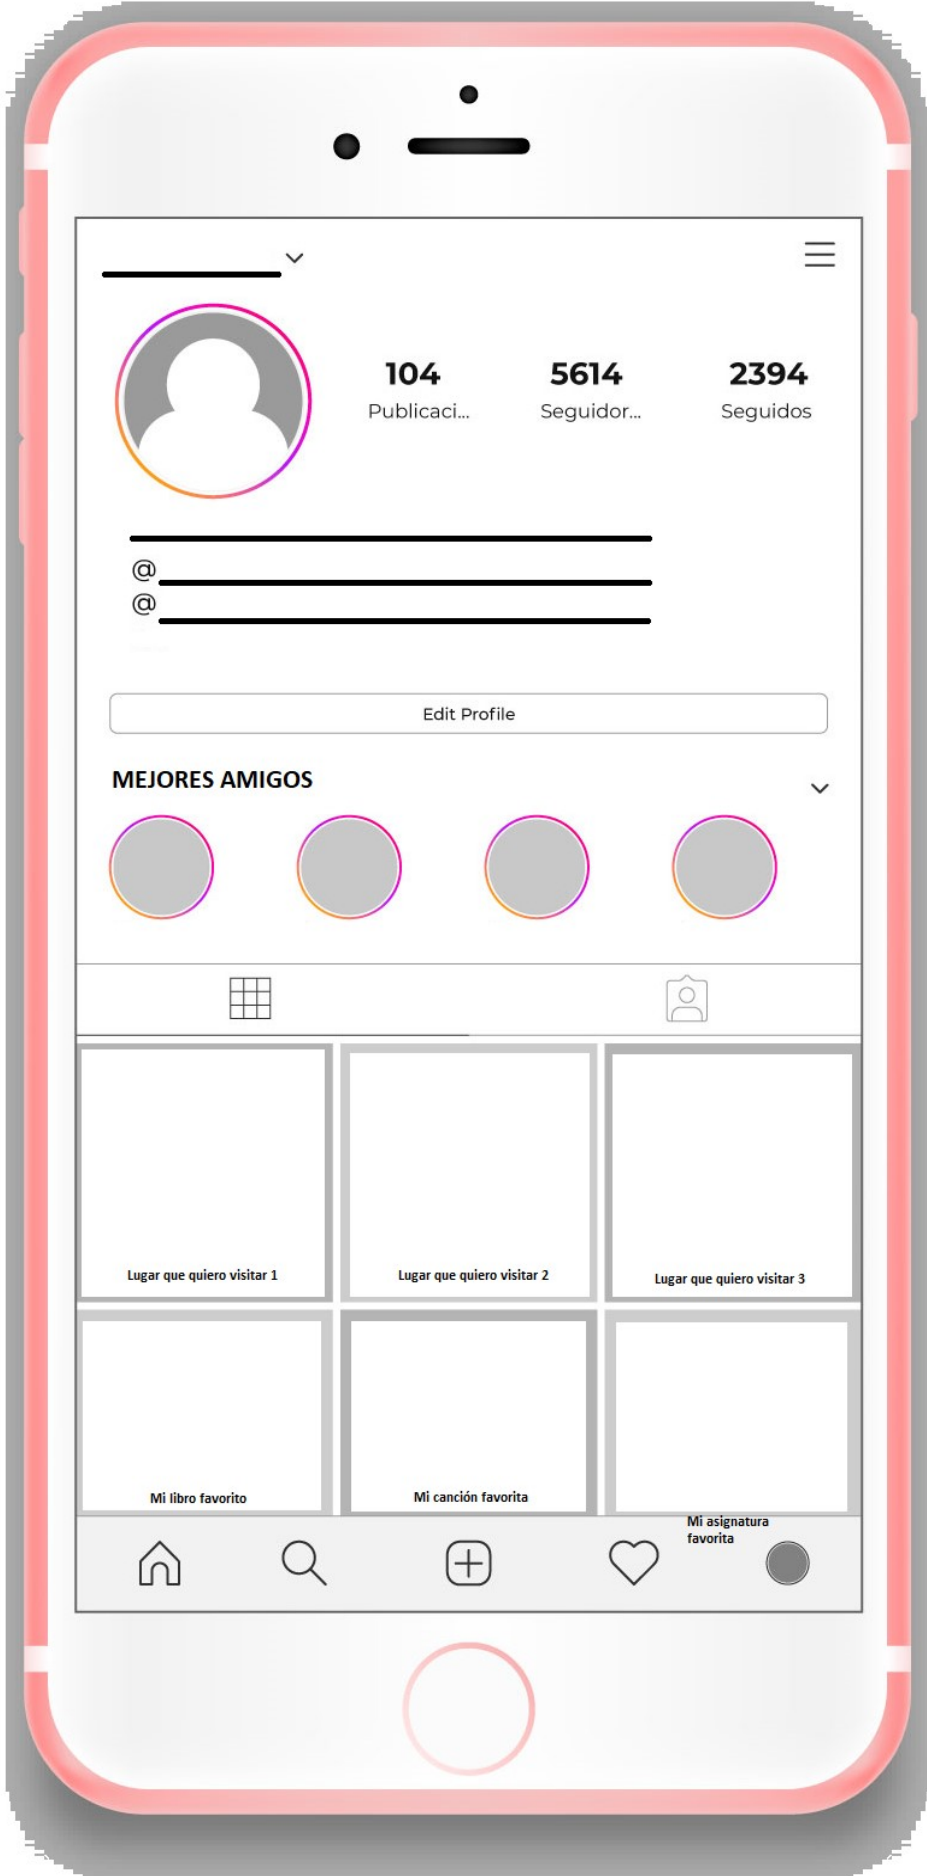 104 5614 2394
Publicaci... Seguidor... Seguidos
@
@
Edit Profile
MEJORES AMIGOS
Lugar que quiero visitar 1
Lugar que quiero visitar 2
Lugar que quiero visitar 3
Mi libro favorito
Mi canción favorita
Mi asignatura
favorita